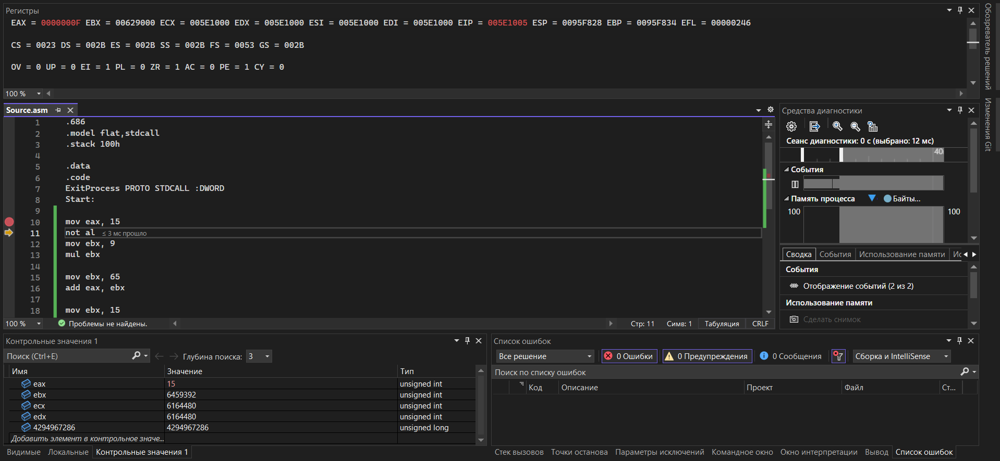 Регистры
EAX = 0000000F EBX = 00629000 ECX = 005E1000 EDX = 005E1000 ESI = 005E1000 EDI = 005E1000 EIP = 005E1005 ESP = 0095F828 EBP = 0095F834 EFL = 00000246
CS = 0023 DS = 002B ES = 002B SS = 002B FS = 0053 GS = 002B
OV = 0 UP = 0 EI = 1 PL = 0 ZR = 1 AC = 0 PE = 1 CY = 0
100 %
Обозреватель решений
Изменения Git
Source.asm
1 .686
2 .model flat,stdcall
3 .stack 100h
4
5 .data
6 .code
7 ExitProcess PROTO STDCALL :DWORD
8 Start:
9
10 mov eax, 15
11 not al ≤ 3 мс прошло
12 mov ebx, 9
13 mul ebx
14
15 mov ebx, 65
16 add eax, ebx
17
18 mov ebx, 15
100 % Проблемы не найдены. Стр: 11 Симв: 1 Табуляция CRLF
Средства диагностики
Сеанс диагностики: 0 с (выбрано: 12 мс)
40
События
Память процесса Байты...
100 100
Сводка События Использование памяти Ис
События
Отображение событий (2 из 2)
Использование памяти
Сделать снимок
Контрольные значения 1
Поиск (Ctrl+E) Глубина поиска: 3
Имя Значение Тип
eax 15 unsigned int
ebx 6459392 unsigned int
ecx 6164480 unsigned int
edx 6164480 unsigned int
4294967286 4294967286 unsigned long
Добавить элемент в контрольное значе...
Видимые Локальные Контрольные значения 1
Список ошибок
Все решение 0 Ошибки 0 Предупреждения 0 Сообщения Сборка и IntelliSense
Поиск по списку ошибок
Код Описание Проект Файл Ст...
Стек вызовов Точки останова Параметры исключений Командное окно Окно интерпретации Вывод Список ошибок